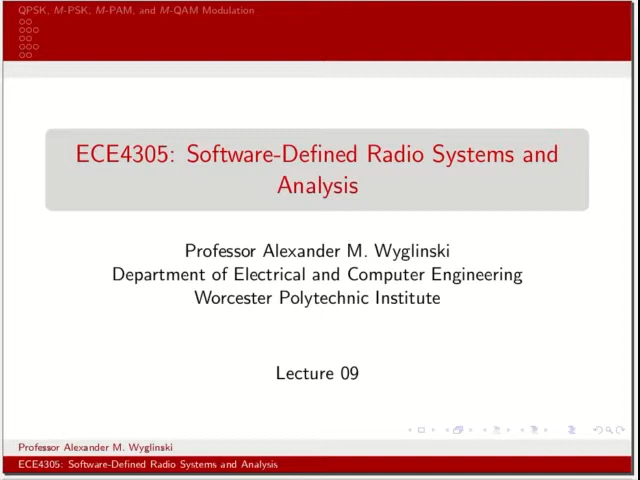 QPSK, M-PSK, M-PAM, and M-QAM Modulation
ECE4305: Software-Defined Radio Systems and
Analysis
Professor Alexander M. Wyglinski
Department of Electrical and Computer Engineering
Worcester Polytechnic Institute
Lecture 09
Professor Alexander M. Wyglinski
ECE4305: Software-Defined Radio Systems and Analysis